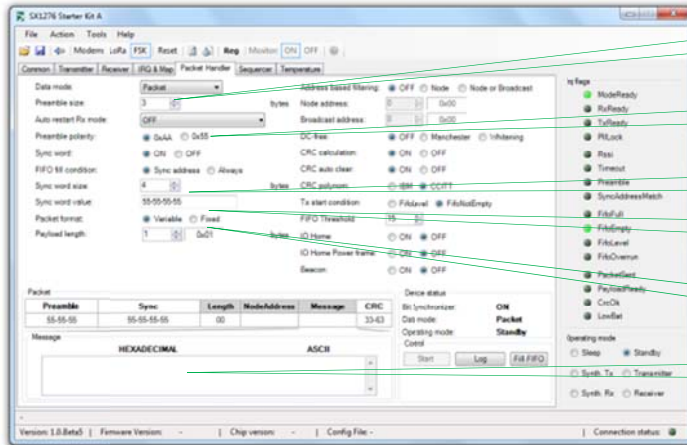 SX1276 Starter Kit A
File Action Tools Help
Modem LoRa FSK Reset Reg Monitor ON OFF
Common Transmitter Receiver IRQ & Map Packet Handler Sequencer Temperature
Data mode: Packet
Preamble size: 3 bytes
Auto restart Rx mode: OFF
Preamble polarity: 0xAA 0x55
Sync word: ON OFF
FIFO fill condition: Sync address Always
Sync word size: 4 bytes
Sync word value: 55-55-55-55
Packet format: Variable Fixed
Payload length: 1 0x01 bytes
Address based filtering: OFF Node Node or Broadcast
Node address: 0 0x00
Broadcast address: 0 0x00
DC-free: OFF Manchester Whitening
CRC calculation: ON OFF
CRC auto clear: ON OFF
CRC polynom: IBM CCITT
Tx start condition: FifoLevel FifoNotEmpty
FIFO Threshold 15
IO Home ON OFF
IO Home Power frame: ON OFF
Beacon: ON OFF
Irq flags
ModeReady
RxReady
TxReady
PllLock
Rssi
Timeout
Preamble
SyncAddressMatch
FifoFull
FifoEmpty
FifoLevel
FifoOverrun
PacketSent
PayloadReady
CrcOk
LowBat
Packet
Preamble Sync Length NodeAddress Message CRC
55-55-55 55-55-55-55 00 33-63
Message
HEXADECIMAL ASCII
Device status
Bit Synchronizer: ON
Data mode: Packet
Operating mode: Standby
Control
Start Log Fill FIFO
Operating mode
Sleep Standby
Synth. Tx Transmitter
Synth. Rx Receiver
-
Version: 1.0.Beta5 | Firmware Version: - | Chip version: - | Config File: - | Connection status: